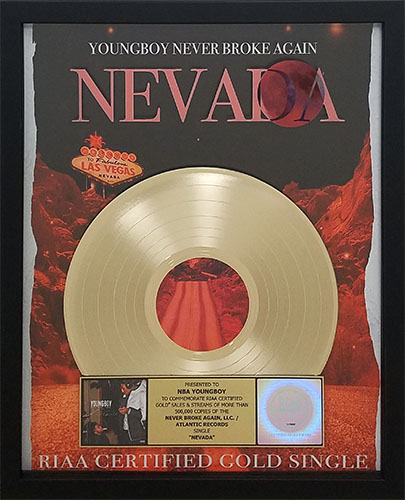 YOUNGBOY NEVER BROKE AGAIN
NEVADA
WELCOME
TO Fabulous
LAS VEGAS
NEVADA
YOUNGBOY
PRESENTED TO
NBA YOUNGBOY
TO COMMEMORATE RIAA CERTIFIED
GOLD® SALES & STREAMS OF MORE THAN
500,000 COPIES OF THE
NEVER BROKE AGAIN, LLC. /
ATLANTIC RECORDS
SINGLE
"NEVADA"
RIAA CERTIFIED GOLD SINGLE